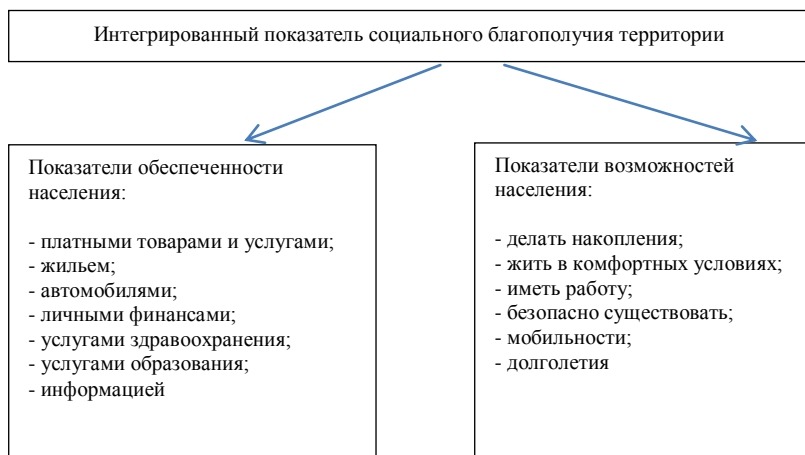 Интегрированный показатель социального благополучия территории
Показатели обеспеченности
населения:
- платными товарами и услугами;
- жильем;
- автомобилями;
- личными финансами;
- услугами здравоохранения;
- услугами образования;
- информацией
Показатели возможностей
населения:
- делать накопления;
- жить в комфортных условиях;
- иметь работу;
- безопасно существовать;
- мобильности;
- долголетия